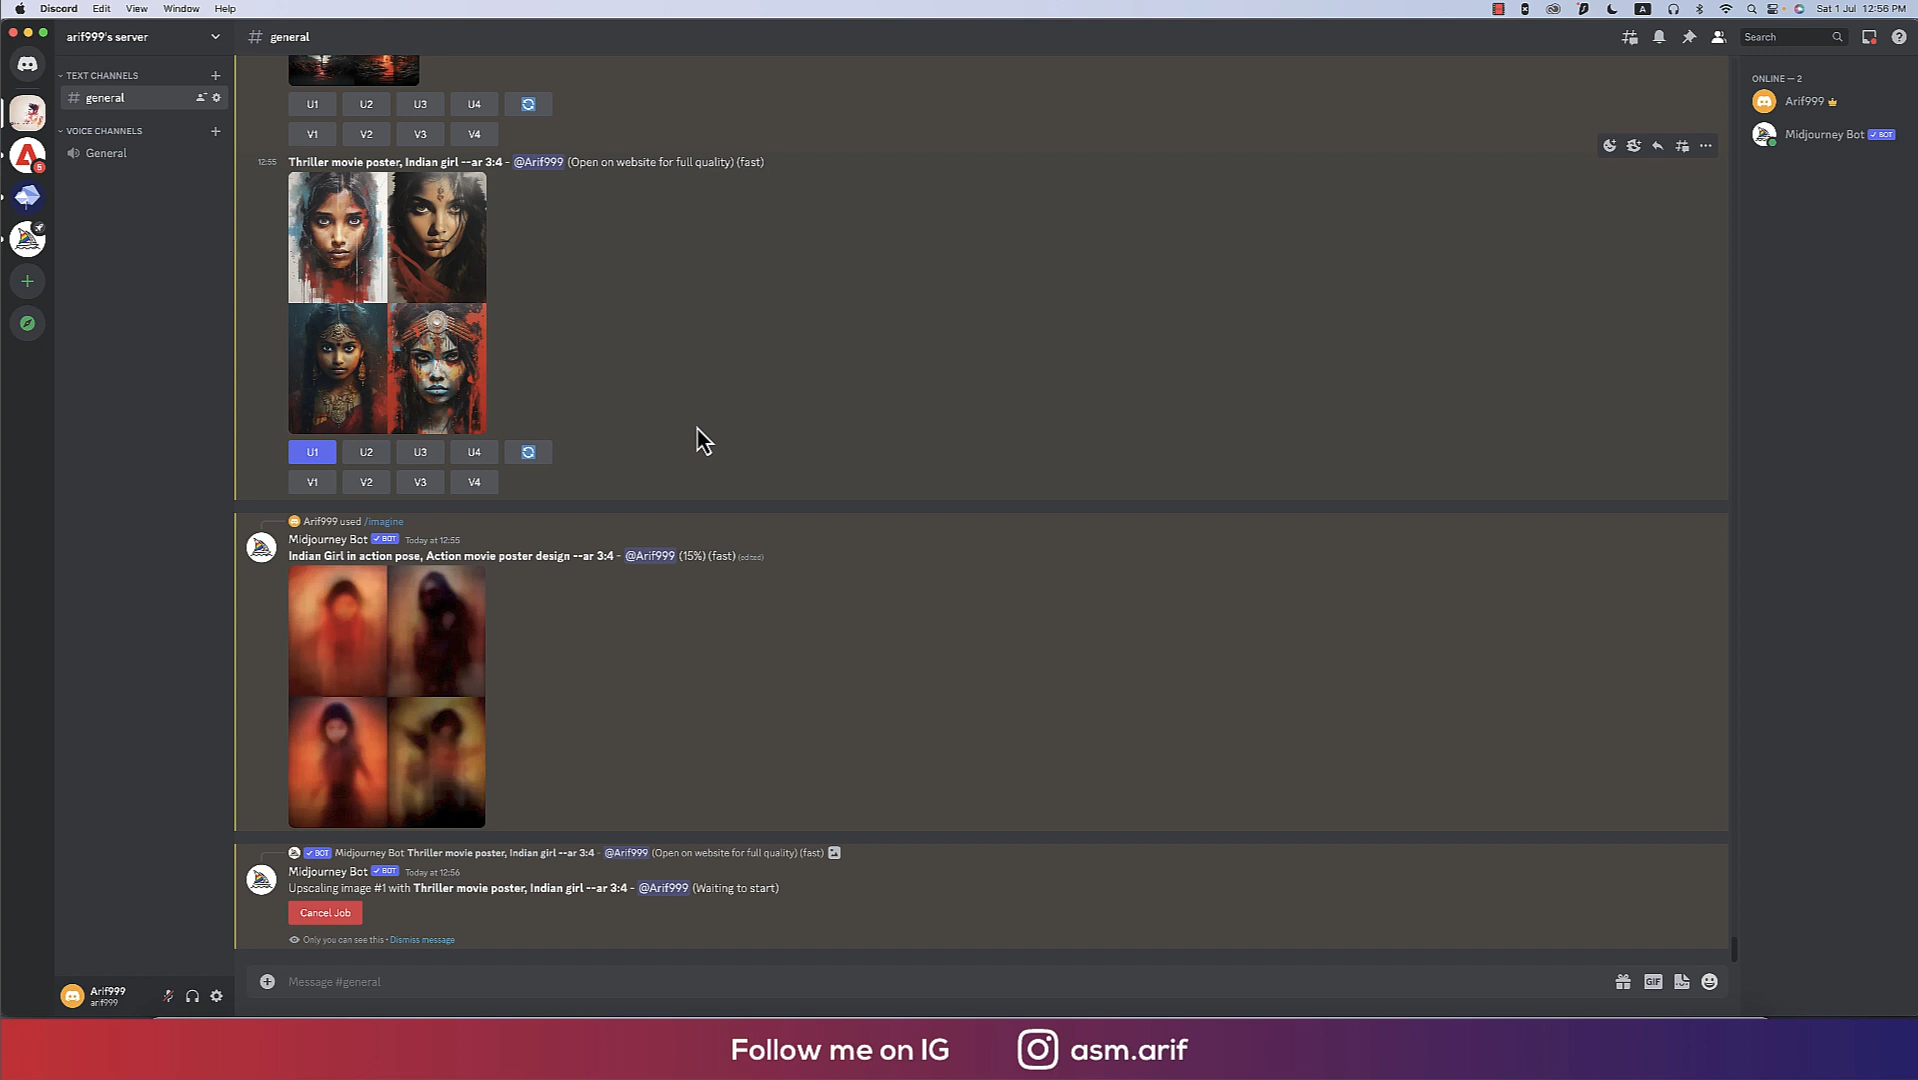 Discord Edit View Window Help
Sat 1 Jul 12:56 PM
arif999's server
# general
Search
TEXT CHANNELS
# general
VOICE CHANNELS
General
U1 U2 U3 U4
V1 V2 V3 V4
12:55 Thriller movie poster, Indian girl --ar 3:4 - @Arif999 (Open on website for full quality) (fast)
U1 U2 U3 U4
V1 V2 V3 V4
Arif999 used /imagine
Midjourney Bot ✓ BOT Today at 12:55
Indian Girl in action pose, Action movie poster design --ar 3:4 - @Arif999 (15%) (fast) (edited)
✓ BOT Midjourney Bot Thriller movie poster, Indian girl --ar 3:4 - @Arif999 (Open on website for full quality) (fast)
Midjourney Bot ✓ BOT Today at 12:56
Upscaling image #1 with Thriller movie poster, Indian girl --ar 3:4 - @Arif999 (Waiting to start)
Cancel Job
Only you can see this • Dismiss message
Message #general
GIF
ONLINE — 2
Arif999
Midjourney Bot ✓ BOT
Arif999
arif999
Follow me on IG
asm.arif